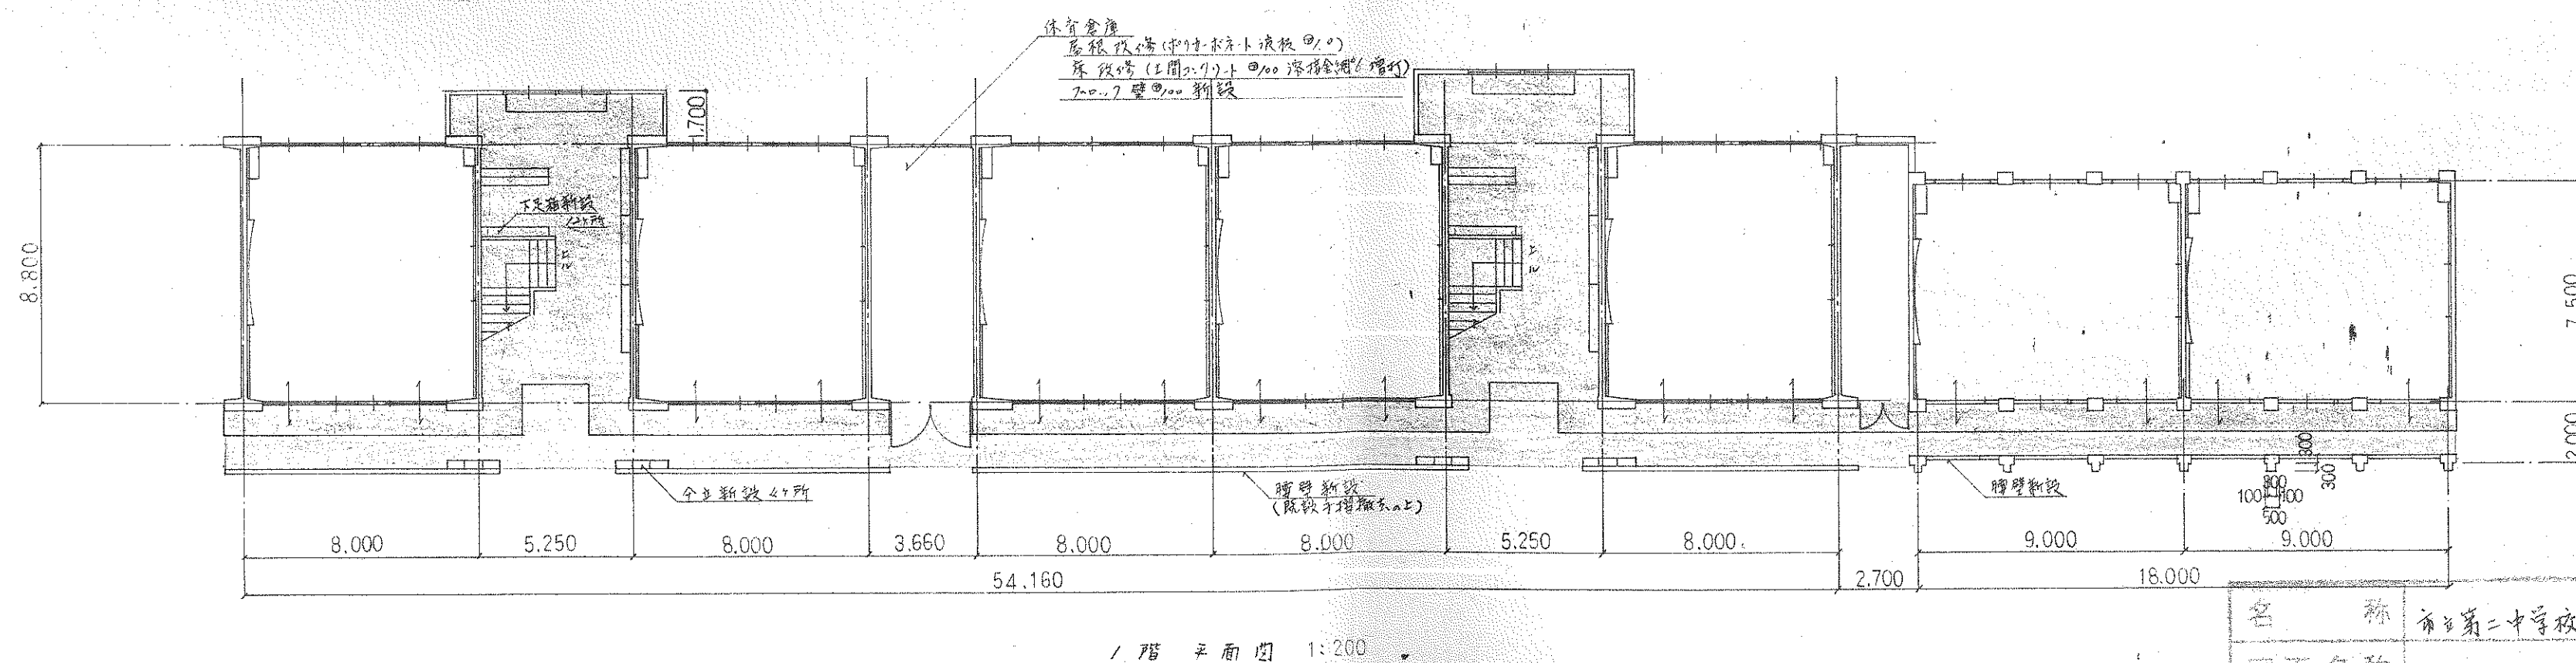 体育倉庫
屋根改修(ポリカーボネート波板 ⑦1.0)
床改修(土間コンクリート ⑦100 溶接金網6 増打)
ブロック壁 ⑦100 新設
1.700
8.800
下足箱新設
上ル
上ル
7.500
2.000
300
300
300
100 100
500
新設4ヶ所
腰壁新設
(既設手摺撤去の上)
腰壁新設
8.000
5.250
8.000
3.660
8.000
8.000
5.250
8.000
9.000
9.000
54.160
2.700
18.000
1階 平面図 1:200
名 称
市立第二中学校